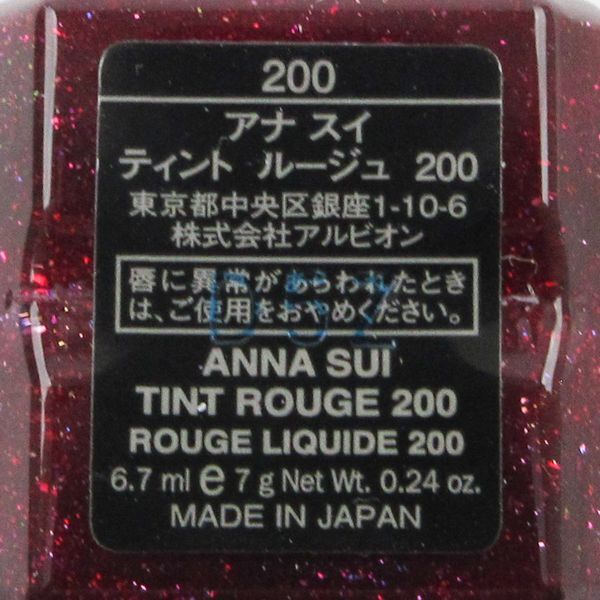 200
アナ スイ
ティント ルージュ 200
東京都中央区銀座1-10-6
株式会社アルビオン
唇に異常があらわれたとき
は、ご使用をおやめください。
ANNA SUI
TINT ROUGE 200
ROUGE LIQUIDE 200
6.7 ml e 7 g Net Wt. 0.24 oz.
MADE IN JAPAN